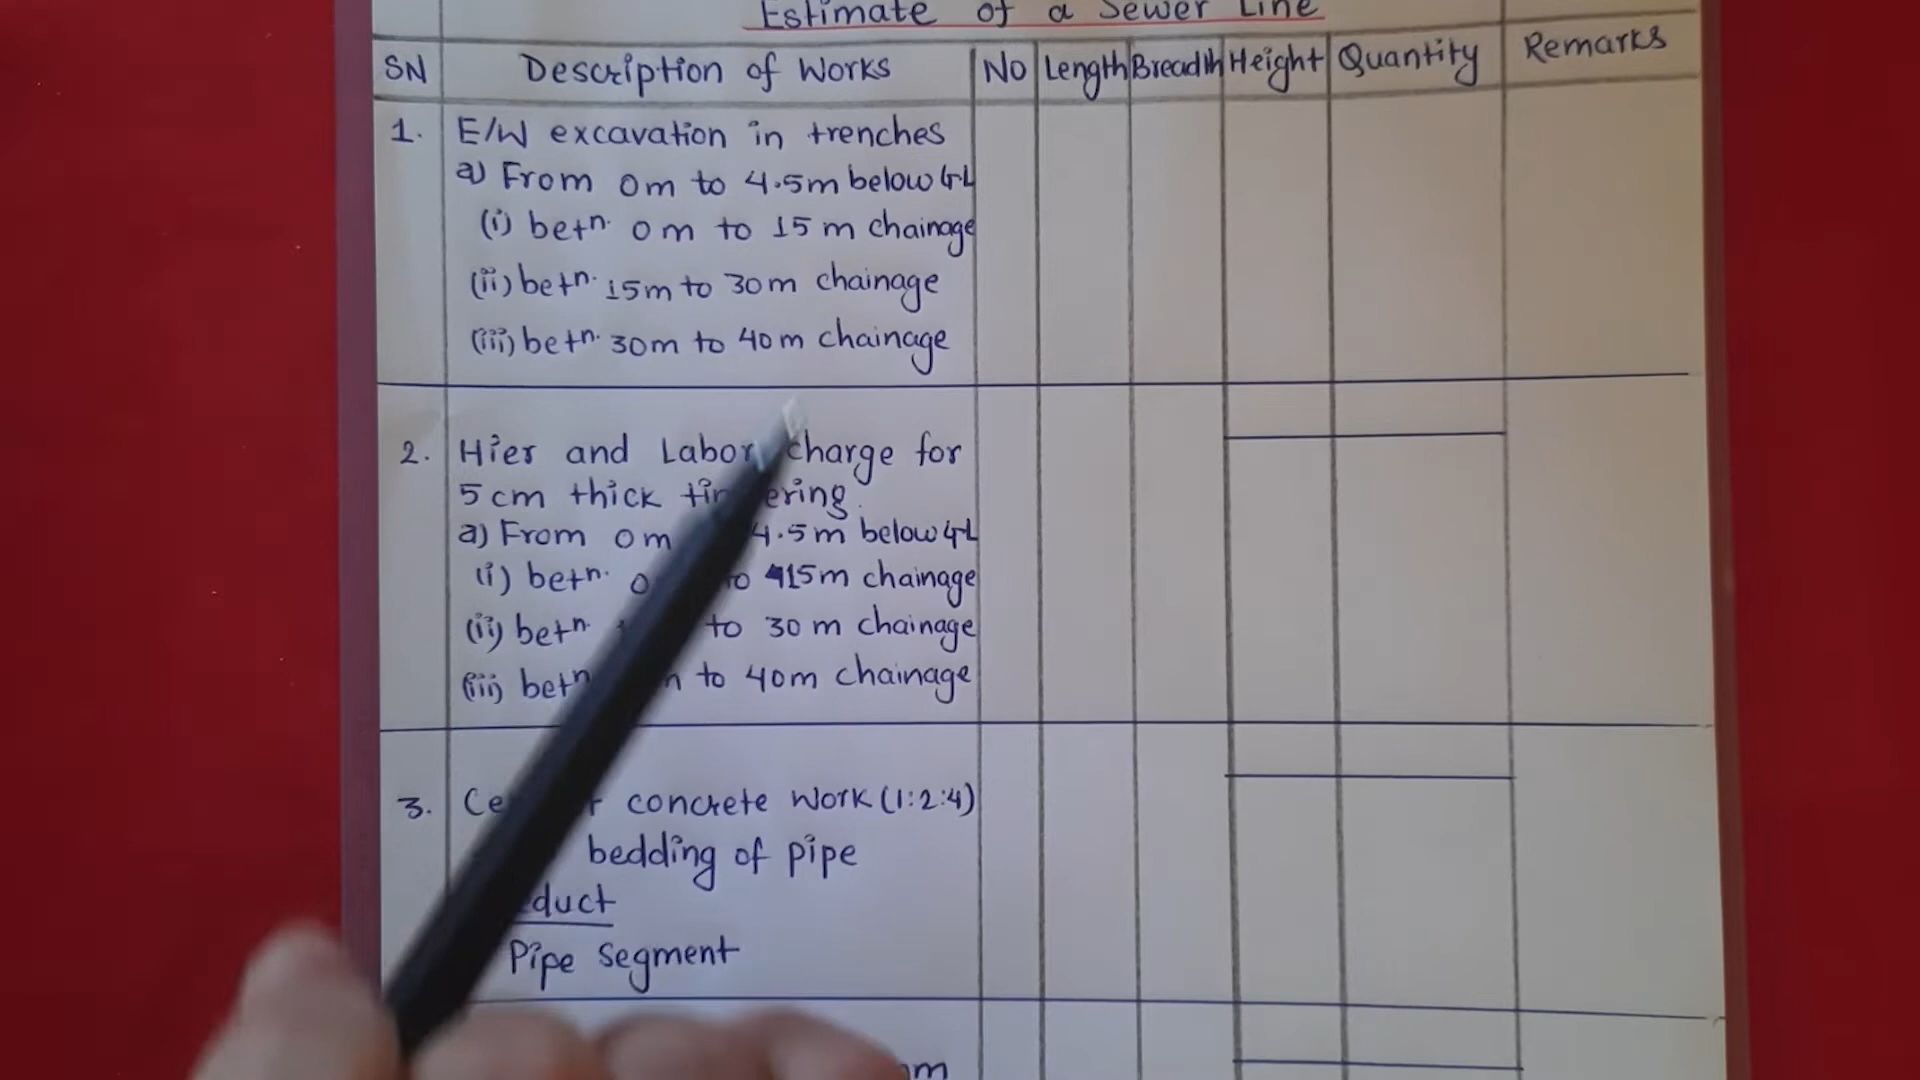 Estimate of a Sewer Line
SN Description of Works No Length Breadth Height Quantity Remarks
1. E/W excavation in trenches
a) From 0m to 4.5m below GL
(i) betn. 0m to 15m chainage
(ii) betn. 15m to 30m chainage
(iii) betn. 30m to 40m chainage
2. Hier and Labor charge for
5cm thick ering.
a) From 0m 4.5m below GL
(i) betn. 0 to 15m chainage
(ii) betn to 30m chainage
(iii) betn to 40m chainage
3. concrete Work (1:2:4)
bedding of pipe
duct
Pipe Segment